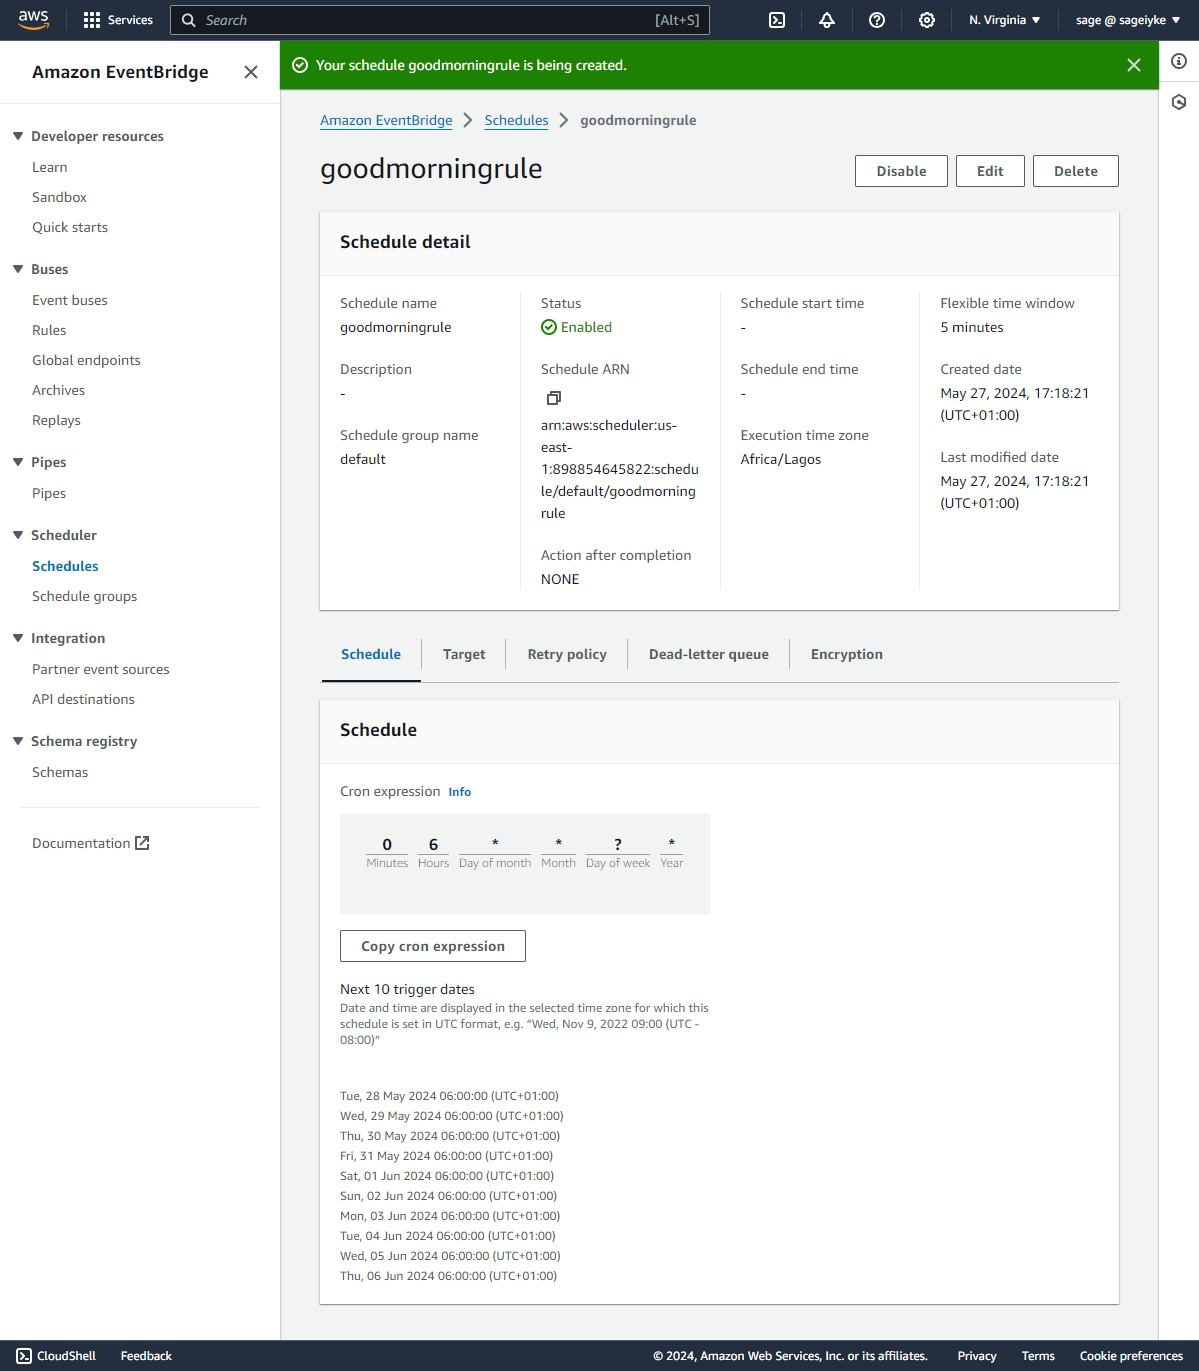 aws
Services
Search
[Alt+S]
N. Virginia
sage @ sageiyke
Amazon EventBridge
Developer resources
Learn
Sandbox
Quick starts
Buses
Event buses
Rules
Global endpoints
Archives
Replays
Pipes
Pipes
Scheduler
Schedules
Schedule groups
Integration
Partner event sources
API destinations
Schema registry
Schemas
Documentation
Your schedule goodmorningrule is being created.
Amazon EventBridge
Schedules
goodmorningrule
goodmorningrule
Disable
Edit
Delete
Schedule detail
Schedule name
goodmorningrule
Description
-
Schedule group name
default
Status
Enabled
Schedule ARN
arn:aws:scheduler:us-
east-
1:898854645822:schedu
le/default/goodmorning
rule
Action after completion
NONE
Schedule start time
-
Schedule end time
-
Execution time zone
Africa/Lagos
Flexible time window
5 minutes
Created date
May 27, 2024, 17:18:21
(UTC+01:00)
Last modified date
May 27, 2024, 17:18:21
(UTC+01:00)
Schedule
Target
Retry policy
Dead-letter queue
Encryption
Schedule
Cron expression Info
0 6 * * ? *
Minutes Hours Day of month Month Day of week Year
Copy cron expression
Next 10 trigger dates
Date and time are displayed in the selected time zone for which this
schedule is set in UTC format, e.g. “Wed, Nov 9, 2022 09:00 (UTC -
08:00)”
Tue, 28 May 2024 06:00:00 (UTC+01:00)
Wed, 29 May 2024 06:00:00 (UTC+01:00)
Thu, 30 May 2024 06:00:00 (UTC+01:00)
Fri, 31 May 2024 06:00:00 (UTC+01:00)
Sat, 01 Jun 2024 06:00:00 (UTC+01:00)
Sun, 02 Jun 2024 06:00:00 (UTC+01:00)
Mon, 03 Jun 2024 06:00:00 (UTC+01:00)
Tue, 04 Jun 2024 06:00:00 (UTC+01:00)
Wed, 05 Jun 2024 06:00:00 (UTC+01:00)
Thu, 06 Jun 2024 06:00:00 (UTC+01:00)
CloudShell
Feedback
© 2024, Amazon Web Services, Inc. or its affiliates.
Privacy
Terms
Cookie preferences